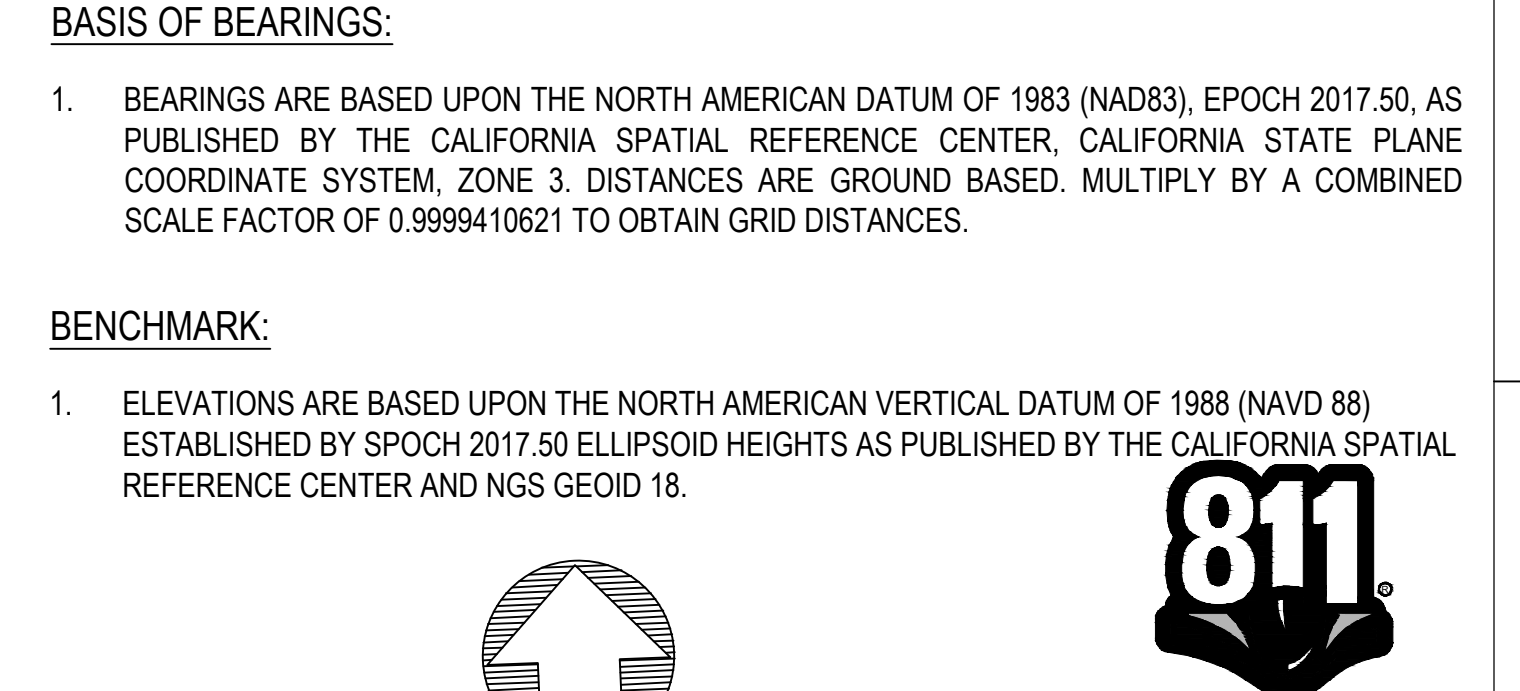 BASIS OF BEARINGS:
1. BEARINGS ARE BASED UPON THE NORTH AMERICAN DATUM OF 1983 (NAD83), EPOCH 2017.50, AS
PUBLISHED BY THE CALIFORNIA SPATIAL REFERENCE CENTER, CALIFORNIA STATE PLANE
COORDINATE SYSTEM, ZONE 3. DISTANCES ARE GROUND BASED. MULTIPLY BY A COMBINED
SCALE FACTOR OF 0.9999410621 TO OBTAIN GRID DISTANCES.
BENCHMARK:
1. ELEVATIONS ARE BASED UPON THE NORTH AMERICAN VERTICAL DATUM OF 1988 (NAVD 88)
ESTABLISHED BY SPOCH 2017.50 ELLIPSOID HEIGHTS AS PUBLISHED BY THE CALIFORNIA SPATIAL
REFERENCE CENTER AND NGS GEOID 18.
811®